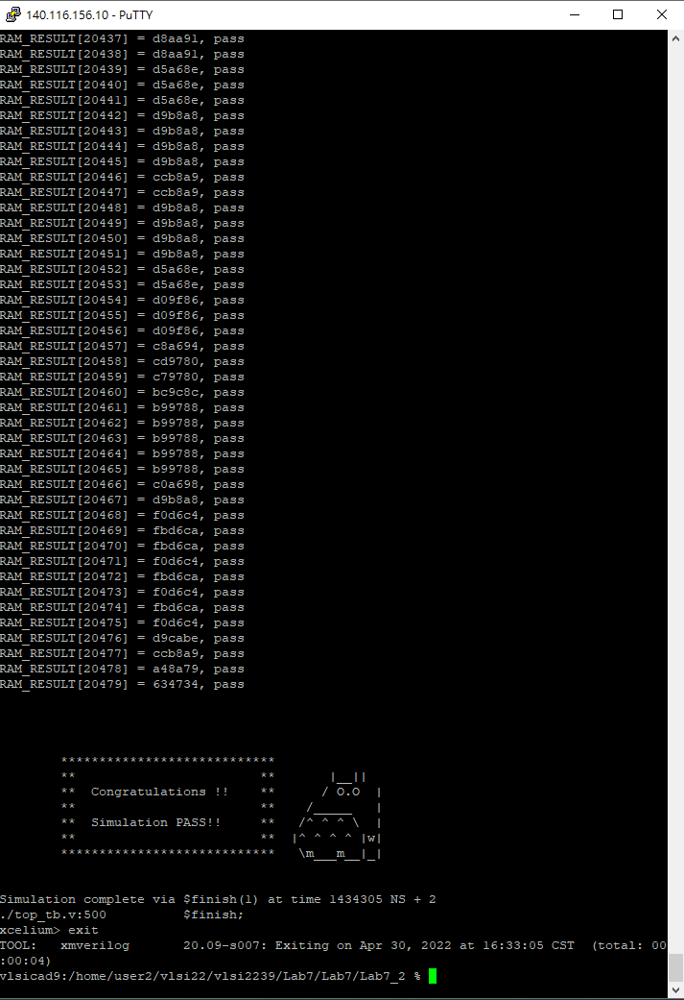 140.116.156.10 - PuTTY
RAM_RESULT[20437] = d8aa91, pass
RAM_RESULT[20438] = d8aa91, pass
RAM_RESULT[20439] = d5a68e, pass
RAM_RESULT[20440] = d5a68e, pass
RAM_RESULT[20441] = d5a68e, pass
RAM_RESULT[20442] = d9b8a8, pass
RAM_RESULT[20443] = d9b8a8, pass
RAM_RESULT[20444] = d9b8a8, pass
RAM_RESULT[20445] = d9b8a8, pass
RAM_RESULT[20446] = ccb8a9, pass
RAM_RESULT[20447] = ccb8a9, pass
RAM_RESULT[20448] = d9b8a8, pass
RAM_RESULT[20449] = d9b8a8, pass
RAM_RESULT[20450] = d9b8a8, pass
RAM_RESULT[20451] = d9b8a8, pass
RAM_RESULT[20452] = d5a68e, pass
RAM_RESULT[20453] = d5a68e, pass
RAM_RESULT[20454] = d09f86, pass
RAM_RESULT[20455] = d09f86, pass
RAM_RESULT[20456] = d09f86, pass
RAM_RESULT[20457] = c8a694, pass
RAM_RESULT[20458] = cd9780, pass
RAM_RESULT[20459] = c79780, pass
RAM_RESULT[20460] = bc9c8c, pass
RAM_RESULT[20461] = b99788, pass
RAM_RESULT[20462] = b99788, pass
RAM_RESULT[20463] = b99788, pass
RAM_RESULT[20464] = b99788, pass
RAM_RESULT[20465] = b99788, pass
RAM_RESULT[20466] = c0a698, pass
RAM_RESULT[20467] = d9b8a8, pass
RAM_RESULT[20468] = f0d6c4, pass
RAM_RESULT[20469] = fbd6ca, pass
RAM_RESULT[20470] = fbd6ca, pass
RAM_RESULT[20471] = f0d6c4, pass
RAM_RESULT[20472] = fbd6ca, pass
RAM_RESULT[20473] = f0d6c4, pass
RAM_RESULT[20474] = fbd6ca, pass
RAM_RESULT[20475] = f0d6c4, pass
RAM_RESULT[20476] = d9cabe, pass
RAM_RESULT[20477] = ccb8a9, pass
RAM_RESULT[20478] = a48a79, pass
RAM_RESULT[20479] = 634734, pass
        ****************************
        **                        **       |__||
        **  Congratulations !!    **      / O.O  |
        **                        **    /_____   |
        **  Simulation PASS!!     **   /^ ^ ^ \  |
        **                        **  |^ ^ ^ ^ |w|
        ****************************   \m___m__|_|
Simulation complete via $finish(1) at time 1434305 NS + 2
./top_tb.v:500          $finish;
xcelium> exit
TOOL:   xmverilog       20.09-s007: Exiting on Apr 30, 2022 at 16:33:05 CST  (total: 00
:00:04)
vlsicad9:/home/user2/vlsi22/vlsi2239/Lab7/Lab7/Lab7_2 %